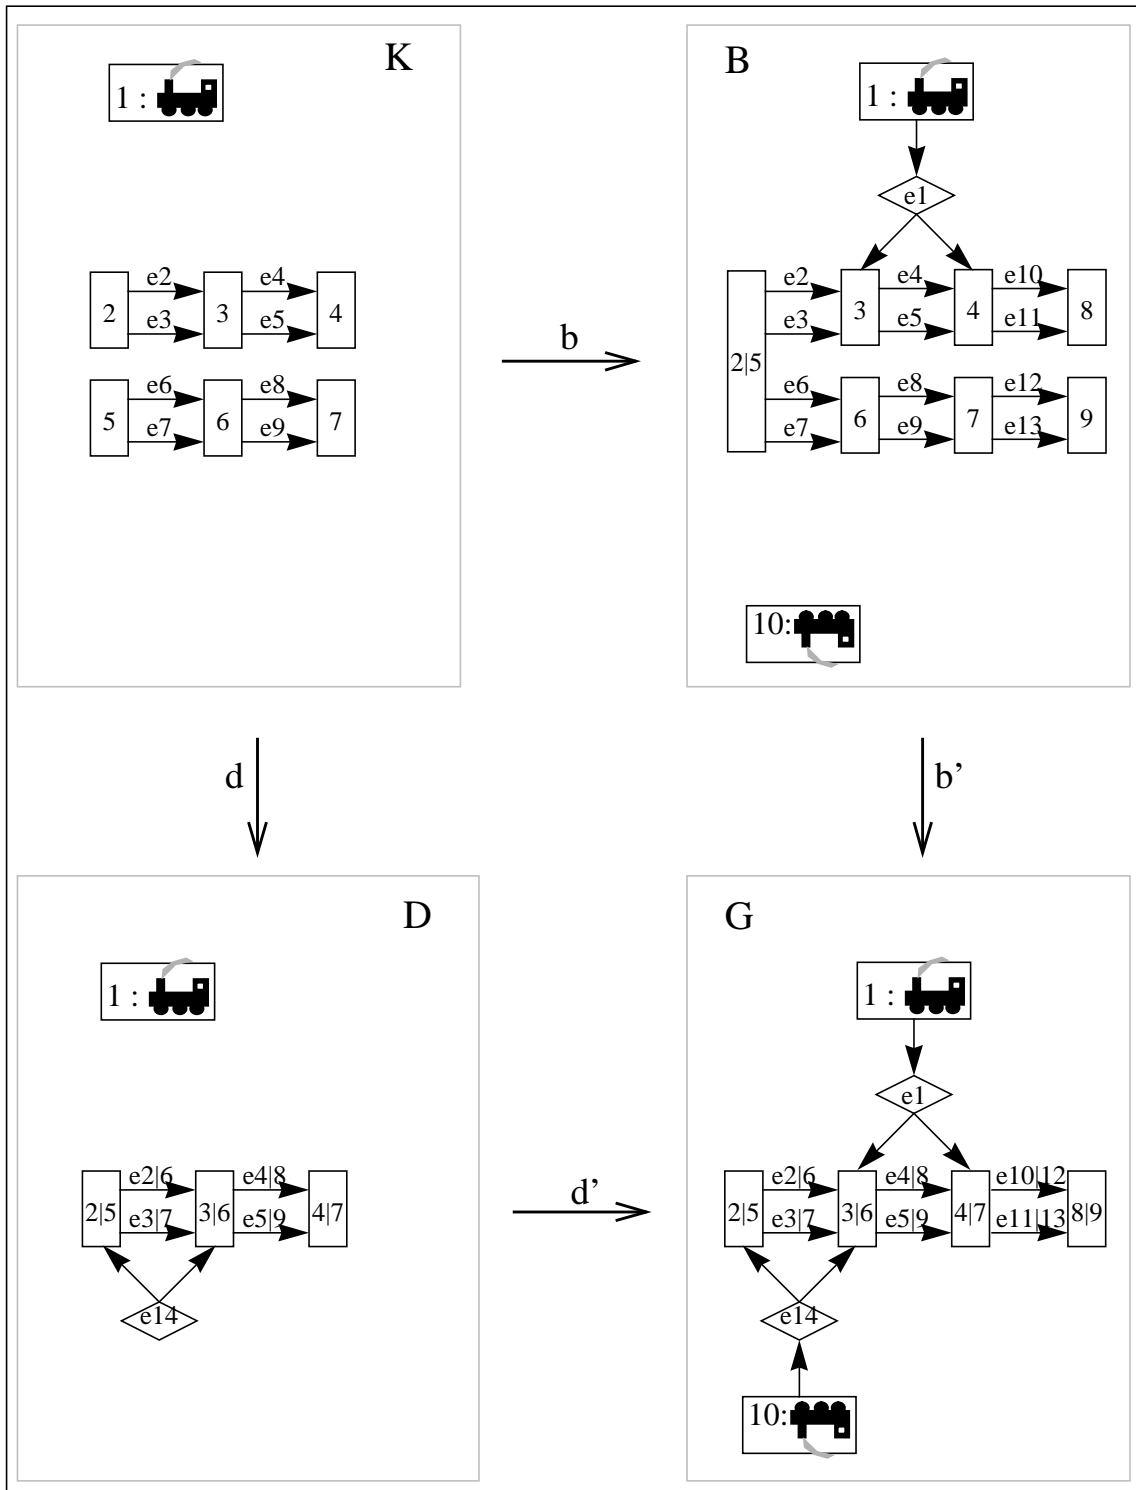 K
1 :
e2 e4
2 3 4
e3 e5
e6 e8
5 6 7
e7 e9
b
B
1 :
e1
e2 e4 e10
3 4 8
e3 e5 e11
2|5
e6 e8 e12
6 7 9
e7 e9 e13
10:
d
b’
D
1 :
e2|6 e4|8
2|5 3|6 4|7
e3|7 e5|9
e14
d’
G
1 :
e1
e2|6 e4|8 e10|12
2|5 3|6 4|7 8|9
e3|7 e5|9 e11|13
e14
10: